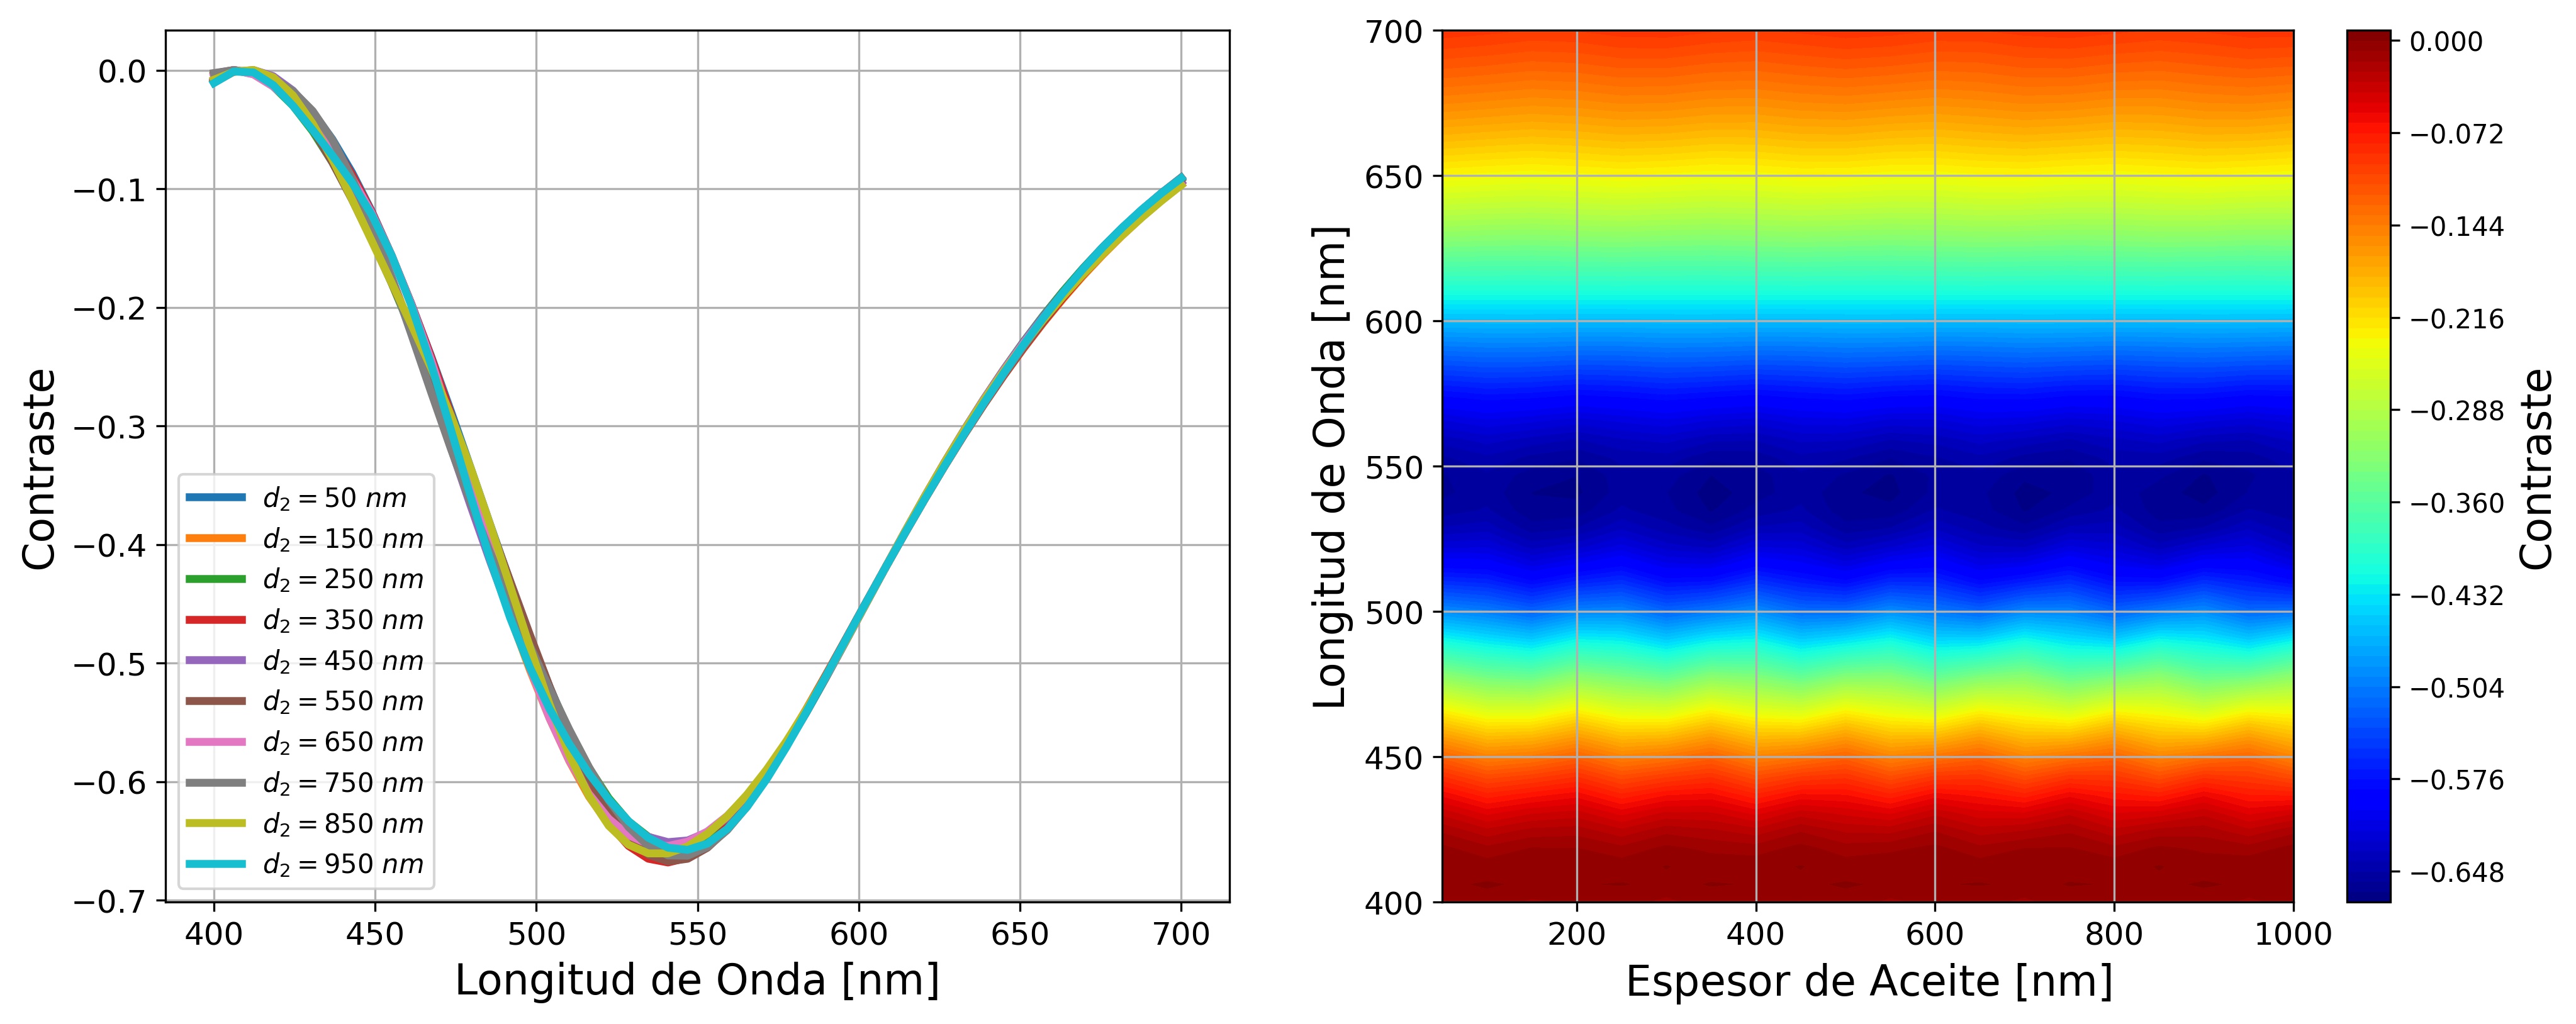 0.0
−0.1
−0.2
−0.3
−0.4
−0.5
−0.6
−0.7
Contraste
d₂ = 50 nm
d₂ = 150 nm
d₂ = 250 nm
d₂ = 350 nm
d₂ = 450 nm
d₂ = 550 nm
d₂ = 650 nm
d₂ = 750 nm
d₂ = 850 nm
d₂ = 950 nm
400 450 500 550 600 650 700
Longitud de Onda [nm]
700
650
600
550
500
450
400
Longitud de Onda [nm]
200 400 600 800 1000
Espesor de Aceite [nm]
0.000
−0.072
−0.144
−0.216
−0.288
−0.360
−0.432
−0.504
−0.576
−0.648
Contraste